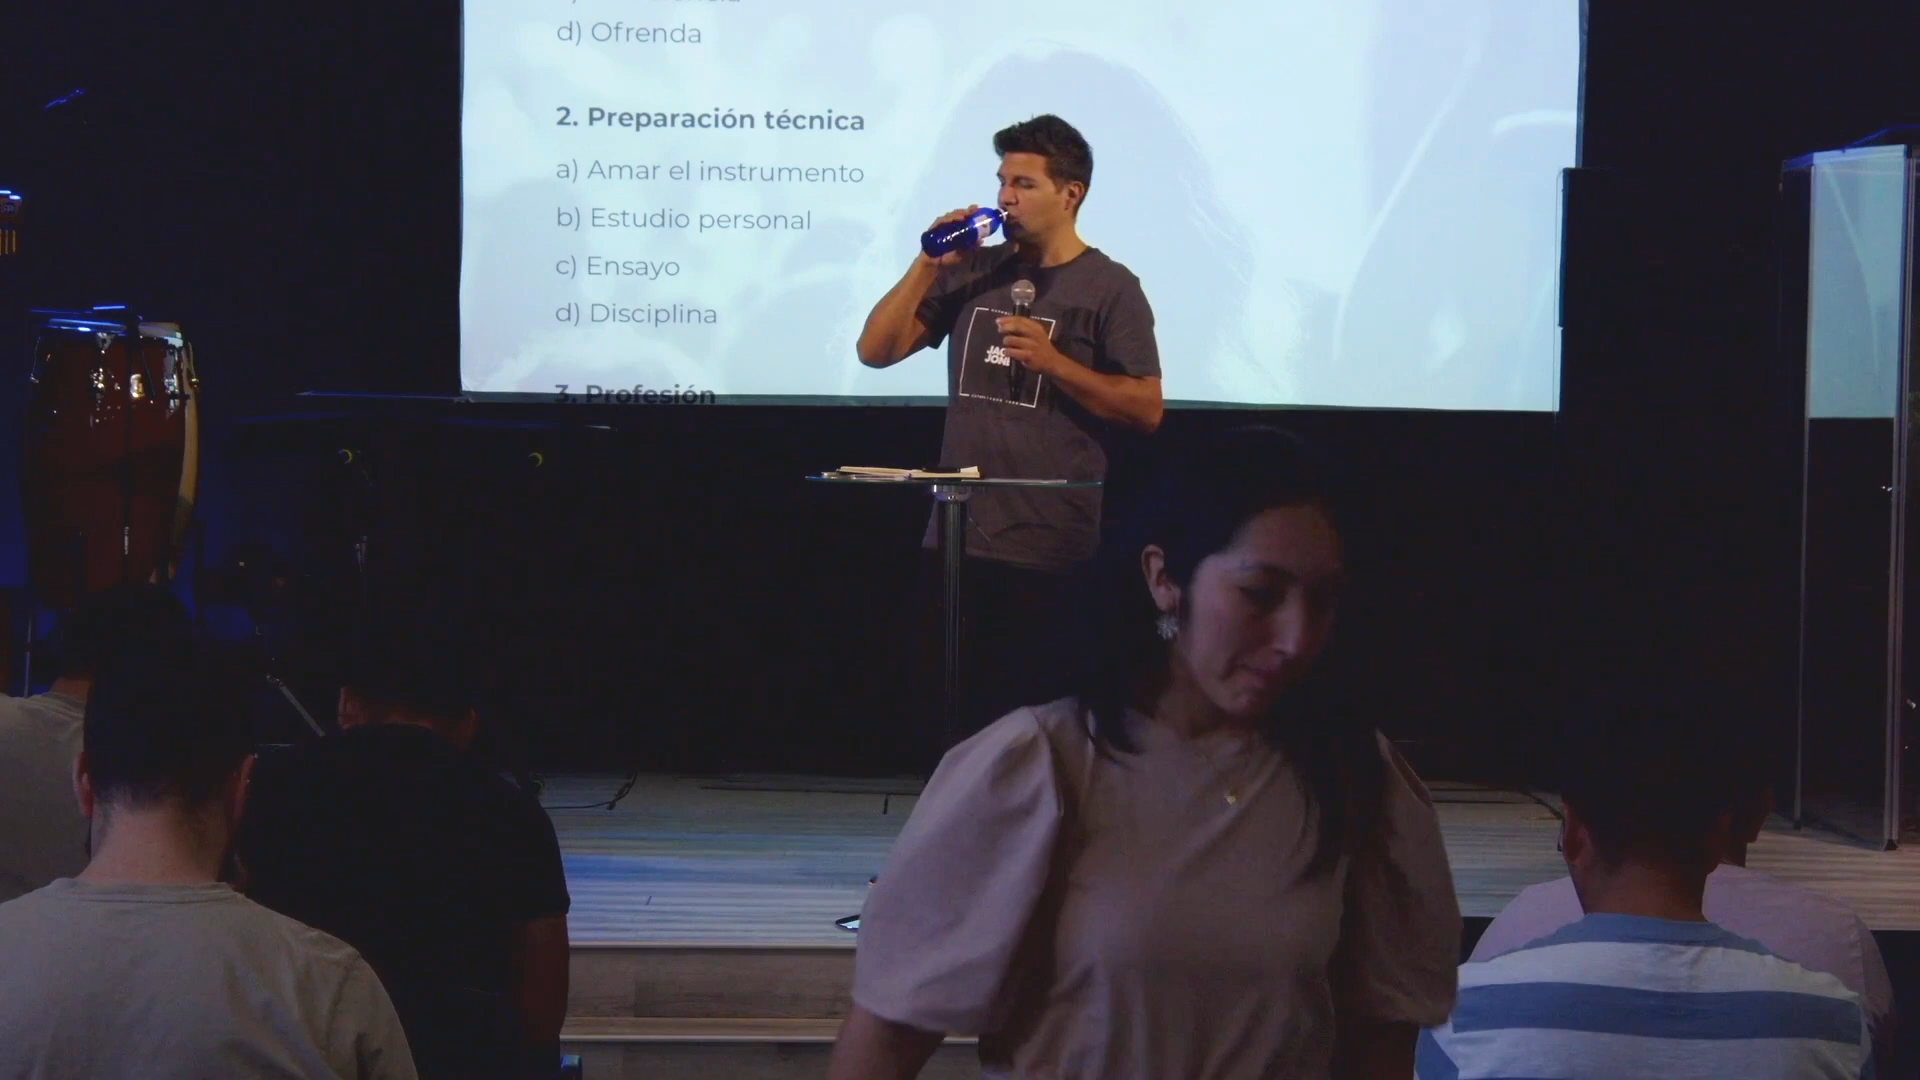 d) Ofrenda
2. Preparación técnica
a) Amar el instrumento
b) Estudio personal
c) Ensayo
d) Disciplina
3. Profesión